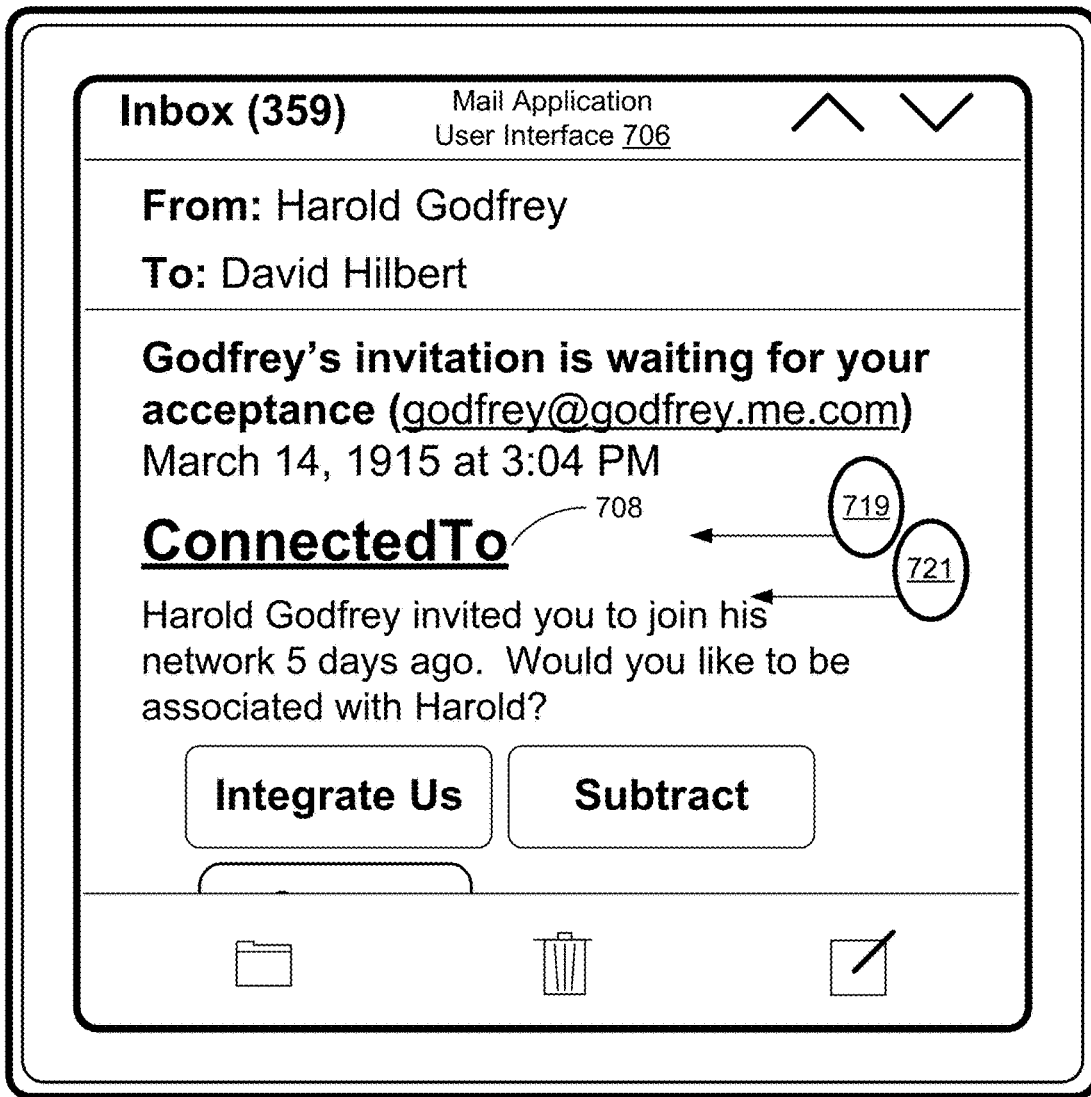 Inbox (359)
Mail Application
User Interface 706
From: Harold Godfrey
To: David Hilbert
Godfrey’s invitation is waiting for your
acceptance (godfrey@godfrey.me.com)
March 14, 1915 at 3:04 PM
708
719
ConnectedTo
721
Harold Godfrey invited you to join his
network 5 days ago.  Would you like to be
associated with Harold?
Integrate Us
Subtract